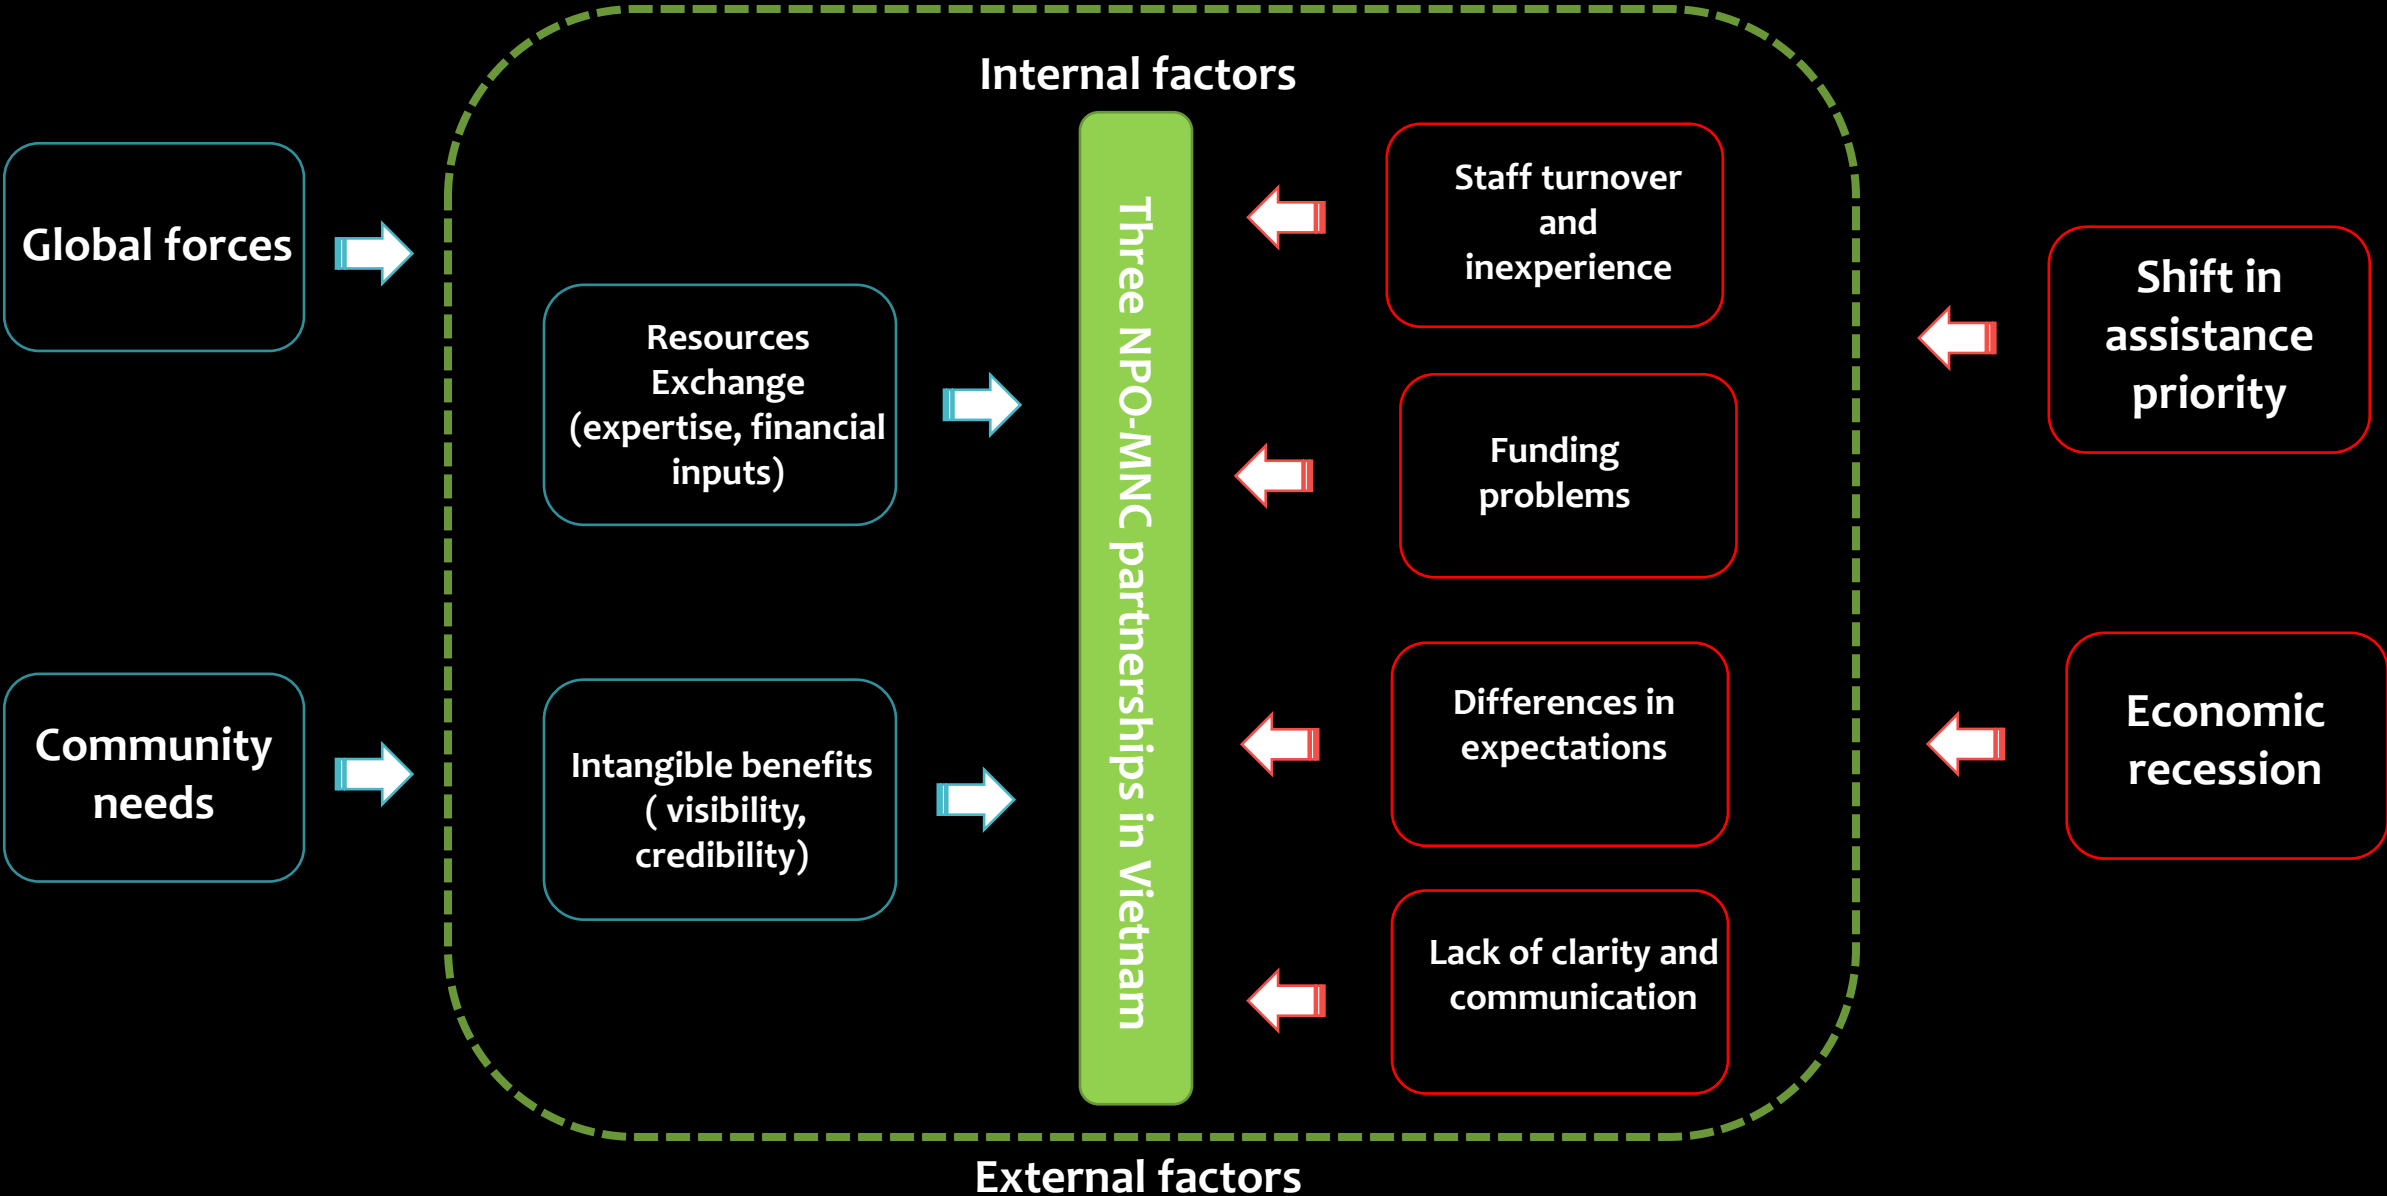 Internal factors
Global forces
Community
needs
Resources
Exchange
(expertise, financial
inputs)
Intangible benefits
( visibility,
credibility)
Three NPO-MNC partnerships in Vietnam
Staff turnover
and
inexperience
Funding
problems
Differences in
expectations
Lack of clarity and
communication
Shift in
assistance
priority
Economic
recession
External factors